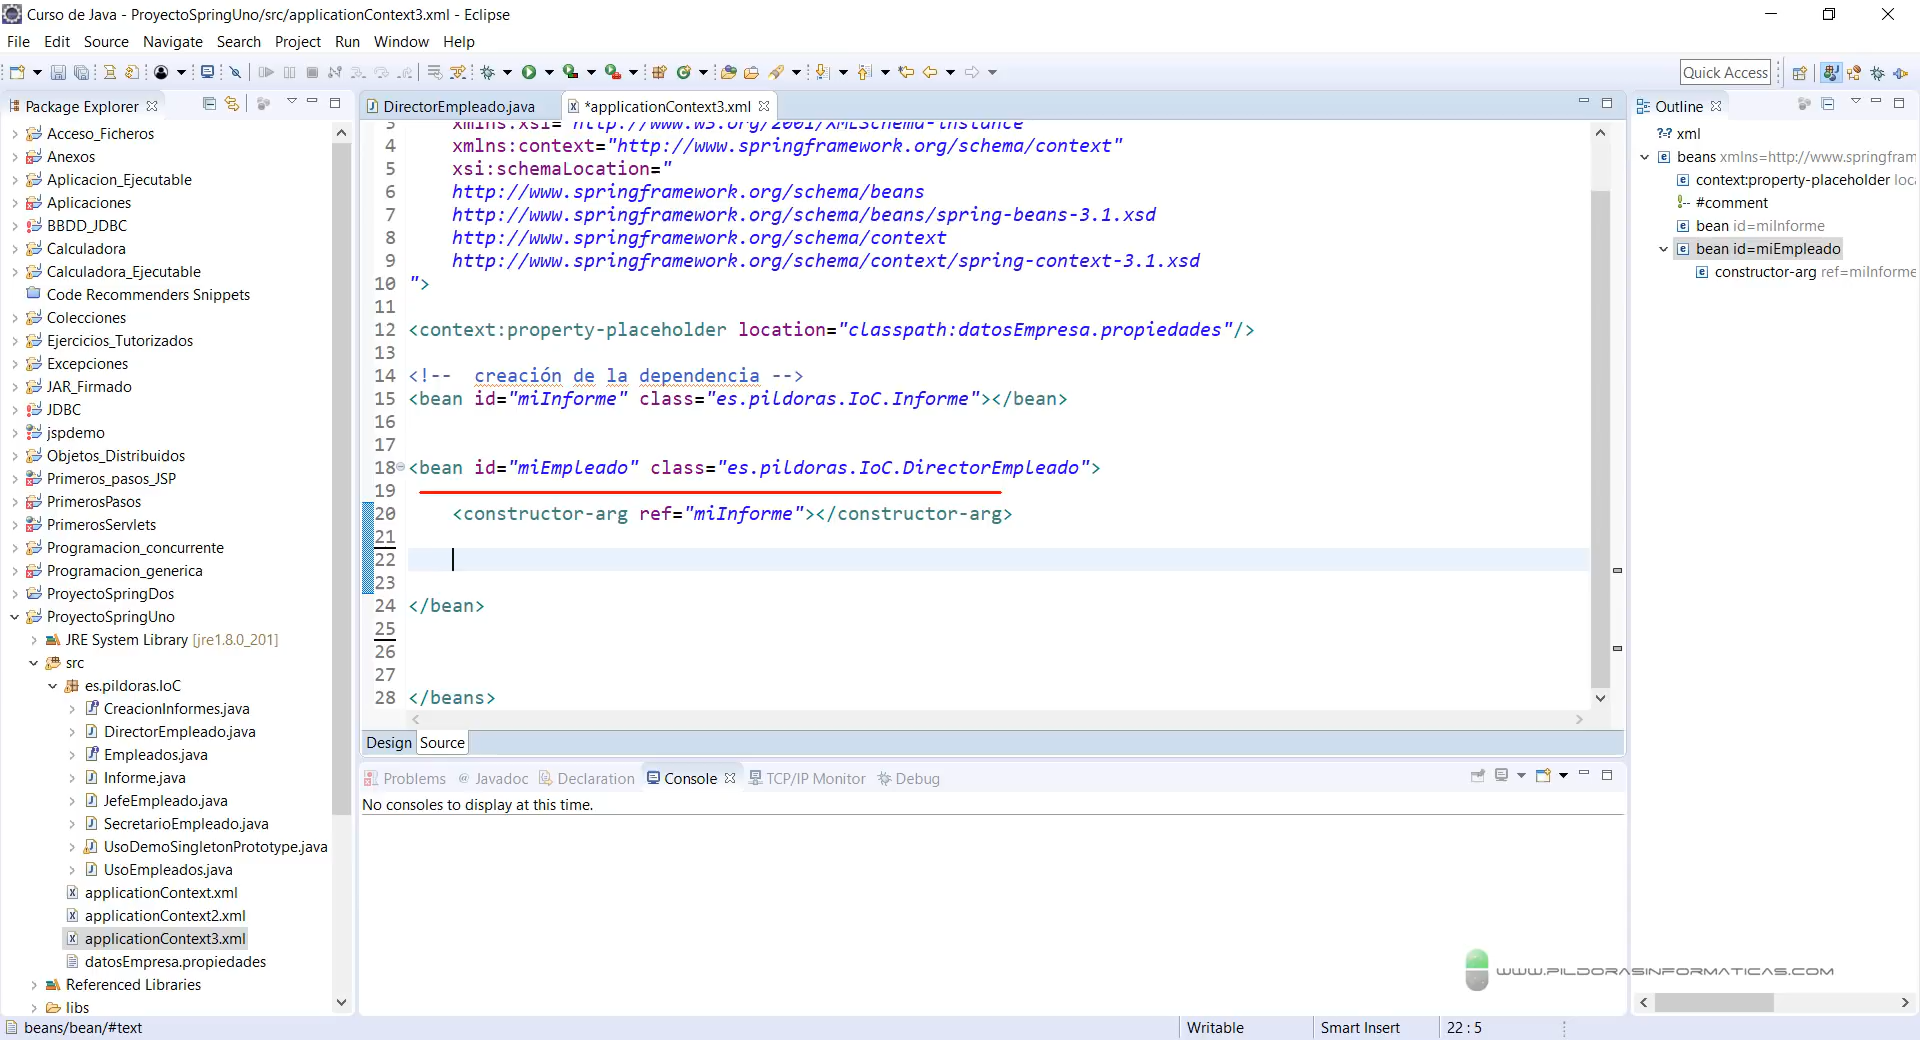 Curso de Java - ProyectoSpringUno/src/applicationContext3.xml - Eclipse
File Edit Source Navigate Search Project Run Window Help
Quick Access
Package Explorer
Acceso_Ficheros
Anexos
Aplicacion_Ejecutable
Aplicaciones
BBDD_JDBC
Calculadora
Calculadora_Ejecutable
Code Recommenders Snippets
Colecciones
Ejercicios_Tutorizados
Excepciones
JAR_Firmado
JDBC
jspdemo
Objetos_Distribuidos
Primeros_pasos_JSP
PrimerosPasos
PrimerosServlets
Programacion_concurrente
Programacion_generica
ProyectoSpringDos
ProyectoSpringUno
JRE System Library [jre1.8.0_201]
src
es.pildoras.IoC
CreacionInformes.java
DirectorEmpleado.java
Empleados.java
Informe.java
JefeEmpleado.java
SecretarioEmpleado.java
UsoDemoSingletonPrototype.java
UsoEmpleados.java
applicationContext.xml
applicationContext2.xml
applicationContext3.xml
datosEmpresa.propiedades
Referenced Libraries
libs
DirectorEmpleado.java *applicationContext3.xml
3 xmlns:xsi="http://www.w3.org/2001/XMLSchema-instance"
4 xmlns:context="http://www.springframework.org/schema/context"
5 xsi:schemaLocation="
6 http://www.springframework.org/schema/beans
7 http://www.springframework.org/schema/beans/spring-beans-3.1.xsd
8 http://www.springframework.org/schema/context
9 http://www.springframework.org/schema/context/spring-context-3.1.xsd
10 ">
11
12 <context:property-placeholder location="classpath:datosEmpresa.propiedades"/>
13
14 <!-- creación de la dependencia -->
15 <bean id="miInforme" class="es.pildoras.IoC.Informe"></bean>
16
17
18 <bean id="miEmpleado" class="es.pildoras.IoC.DirectorEmpleado">
19
20 <constructor-arg ref="miInforme"></constructor-arg>
21
22
23
24 </bean>
25
26
27
28 </beans>
Design Source
Problems @ Javadoc Declaration Console TCP/IP Monitor Debug
No consoles to display at this time.
Outline
?=? xml
beans xmlns=http://www.springfram
context:property-placeholder loca
#comment
bean id=miInforme
bean id=miEmpleado
constructor-arg ref=miInforme
www.pildorasinformaticas.com
beans/bean/#text Writable Smart Insert 22 : 5